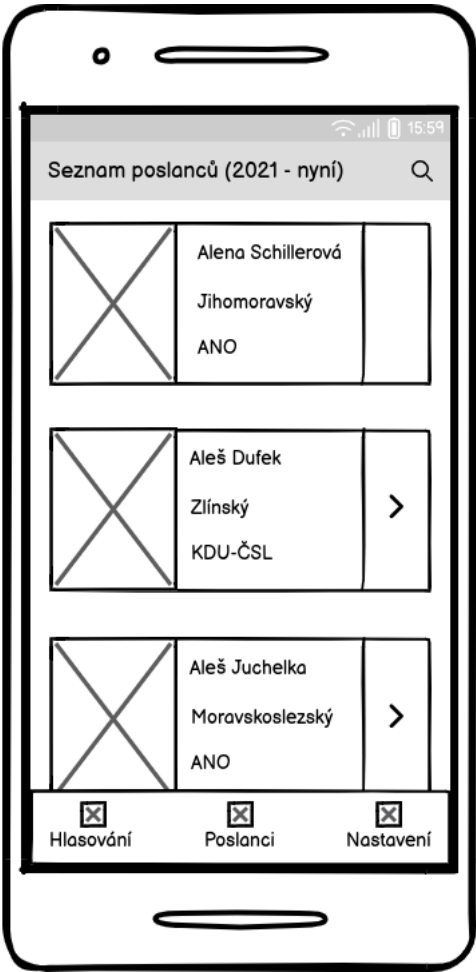 15:59
Seznam poslanců (2021 - nyní)
Alena Schillerová
Jihomoravský
ANO
Aleš Dufek
Zlínský
KDU-ČSL
Aleš Juchelka
Moravskoslezský
ANO
Hlasování
Poslanci
Nastavení